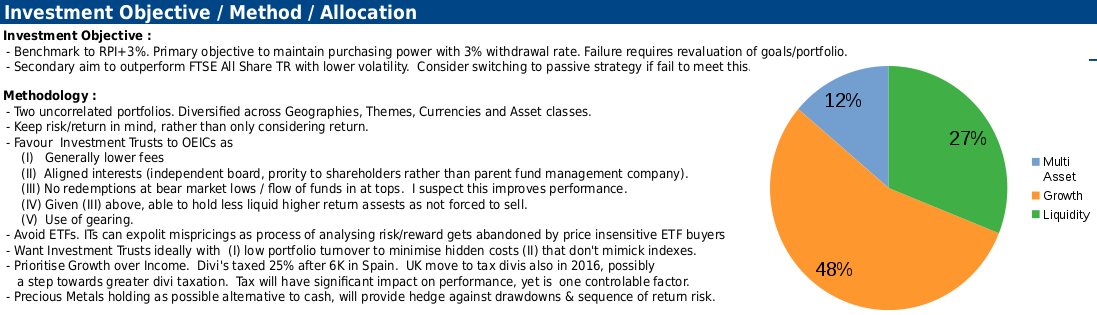 Investment Objective / Method / Allocation
Investment Objective :
- Benchmark to RPI+3%. Primary objective to maintain purchasing power with 3% withdrawal rate. Failure requires revaluation of goals/portfolio.
- Secondary aim to outperform FTSE All Share TR with lower volatility.  Consider switching to passive strategy if fail to meet this.
Methodology :
- Two uncorrelated portfolios. Diversified across Geographies, Themes, Currencies and Asset classes.
- Keep risk/return in mind, rather than only considering return.
- Favour  Investment Trusts to OEICs as
(I)   Generally lower fees
(II)  Aligned interests (independent board, prority to shareholders rather than parent fund management company).
(III) No redemptions at bear market lows / flow of funds in at tops.  I suspect this improves performance.
(IV) Given (III) above, able to hold less liquid higher return assests as not forced to sell.
(V)  Use of gearing.
- Avoid ETFs. ITs can expolit mispricings as process of analysing risk/reward gets abandoned by price insensitive ETF buyers
- Want Investment Trusts ideally with  (I) low portfolio turnover to minimise hidden costs (II) that don't mimick indexes.
- Prioritise Growth over Income.  Divi's taxed 25% after 6K in Spain.  UK move to tax divis also in 2016, possibly
a step towards greater divi taxation.  Tax will have significant impact on performance, yet is  one controlable factor.
- Precious Metals holding as possible alternative to cash, will provide hedge against drawdowns & sequence of return risk.
12%
27%
48%
Multi
Asset
Growth
Liquidity